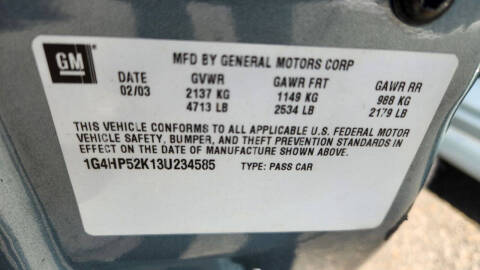 GM
MFD BY GENERAL MOTORS CORP
DATE GVWR GAWR FRT GAWR RR
02/03 2137 KG 1149 KG 988 KG
4713 LB 2534 LB 2179 LB
THIS VEHICLE CONFORMS TO ALL APPLICABLE U.S. FEDERAL MOTOR
VEHICLE SAFETY, BUMPER, AND THEFT PREVENTION STANDARDS IN
EFFECT ON THE DATE OF MANUFACTURE SHOWN ABOVE.
1G4HP52K13U234585 TYPE: PASS CAR